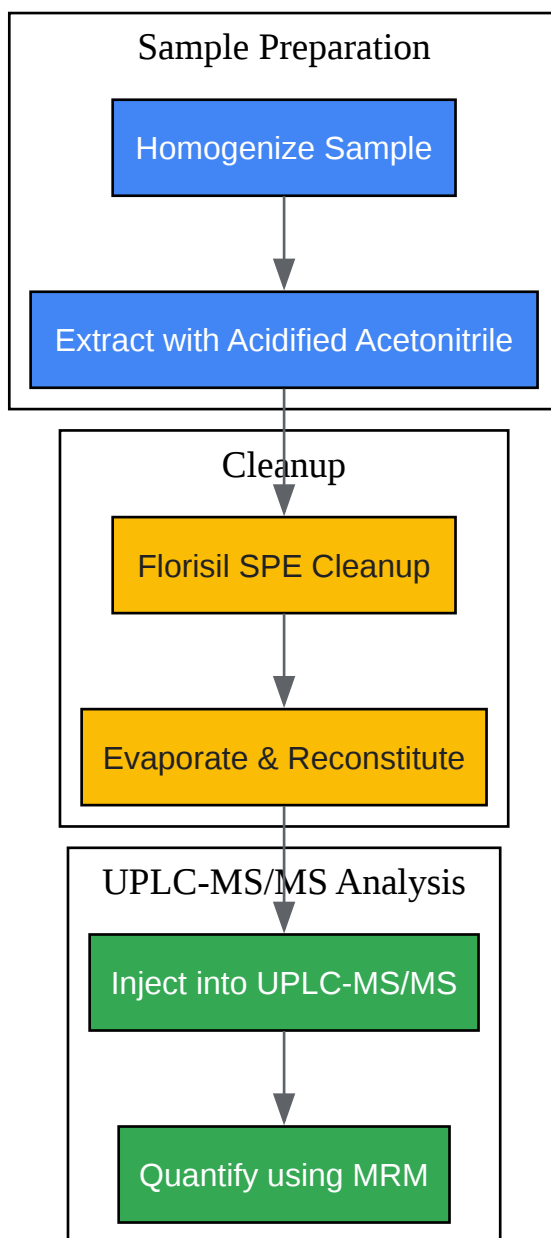 Sample Preparation
Homogenize Sample
Extract with Acidified Acetonitrile
Cleanup
Florisil SPE Cleanup
Evaporate & Reconstitute
UPLC-MS/MS Analysis
Inject into UPLC-MS/MS
Quantify using MRM